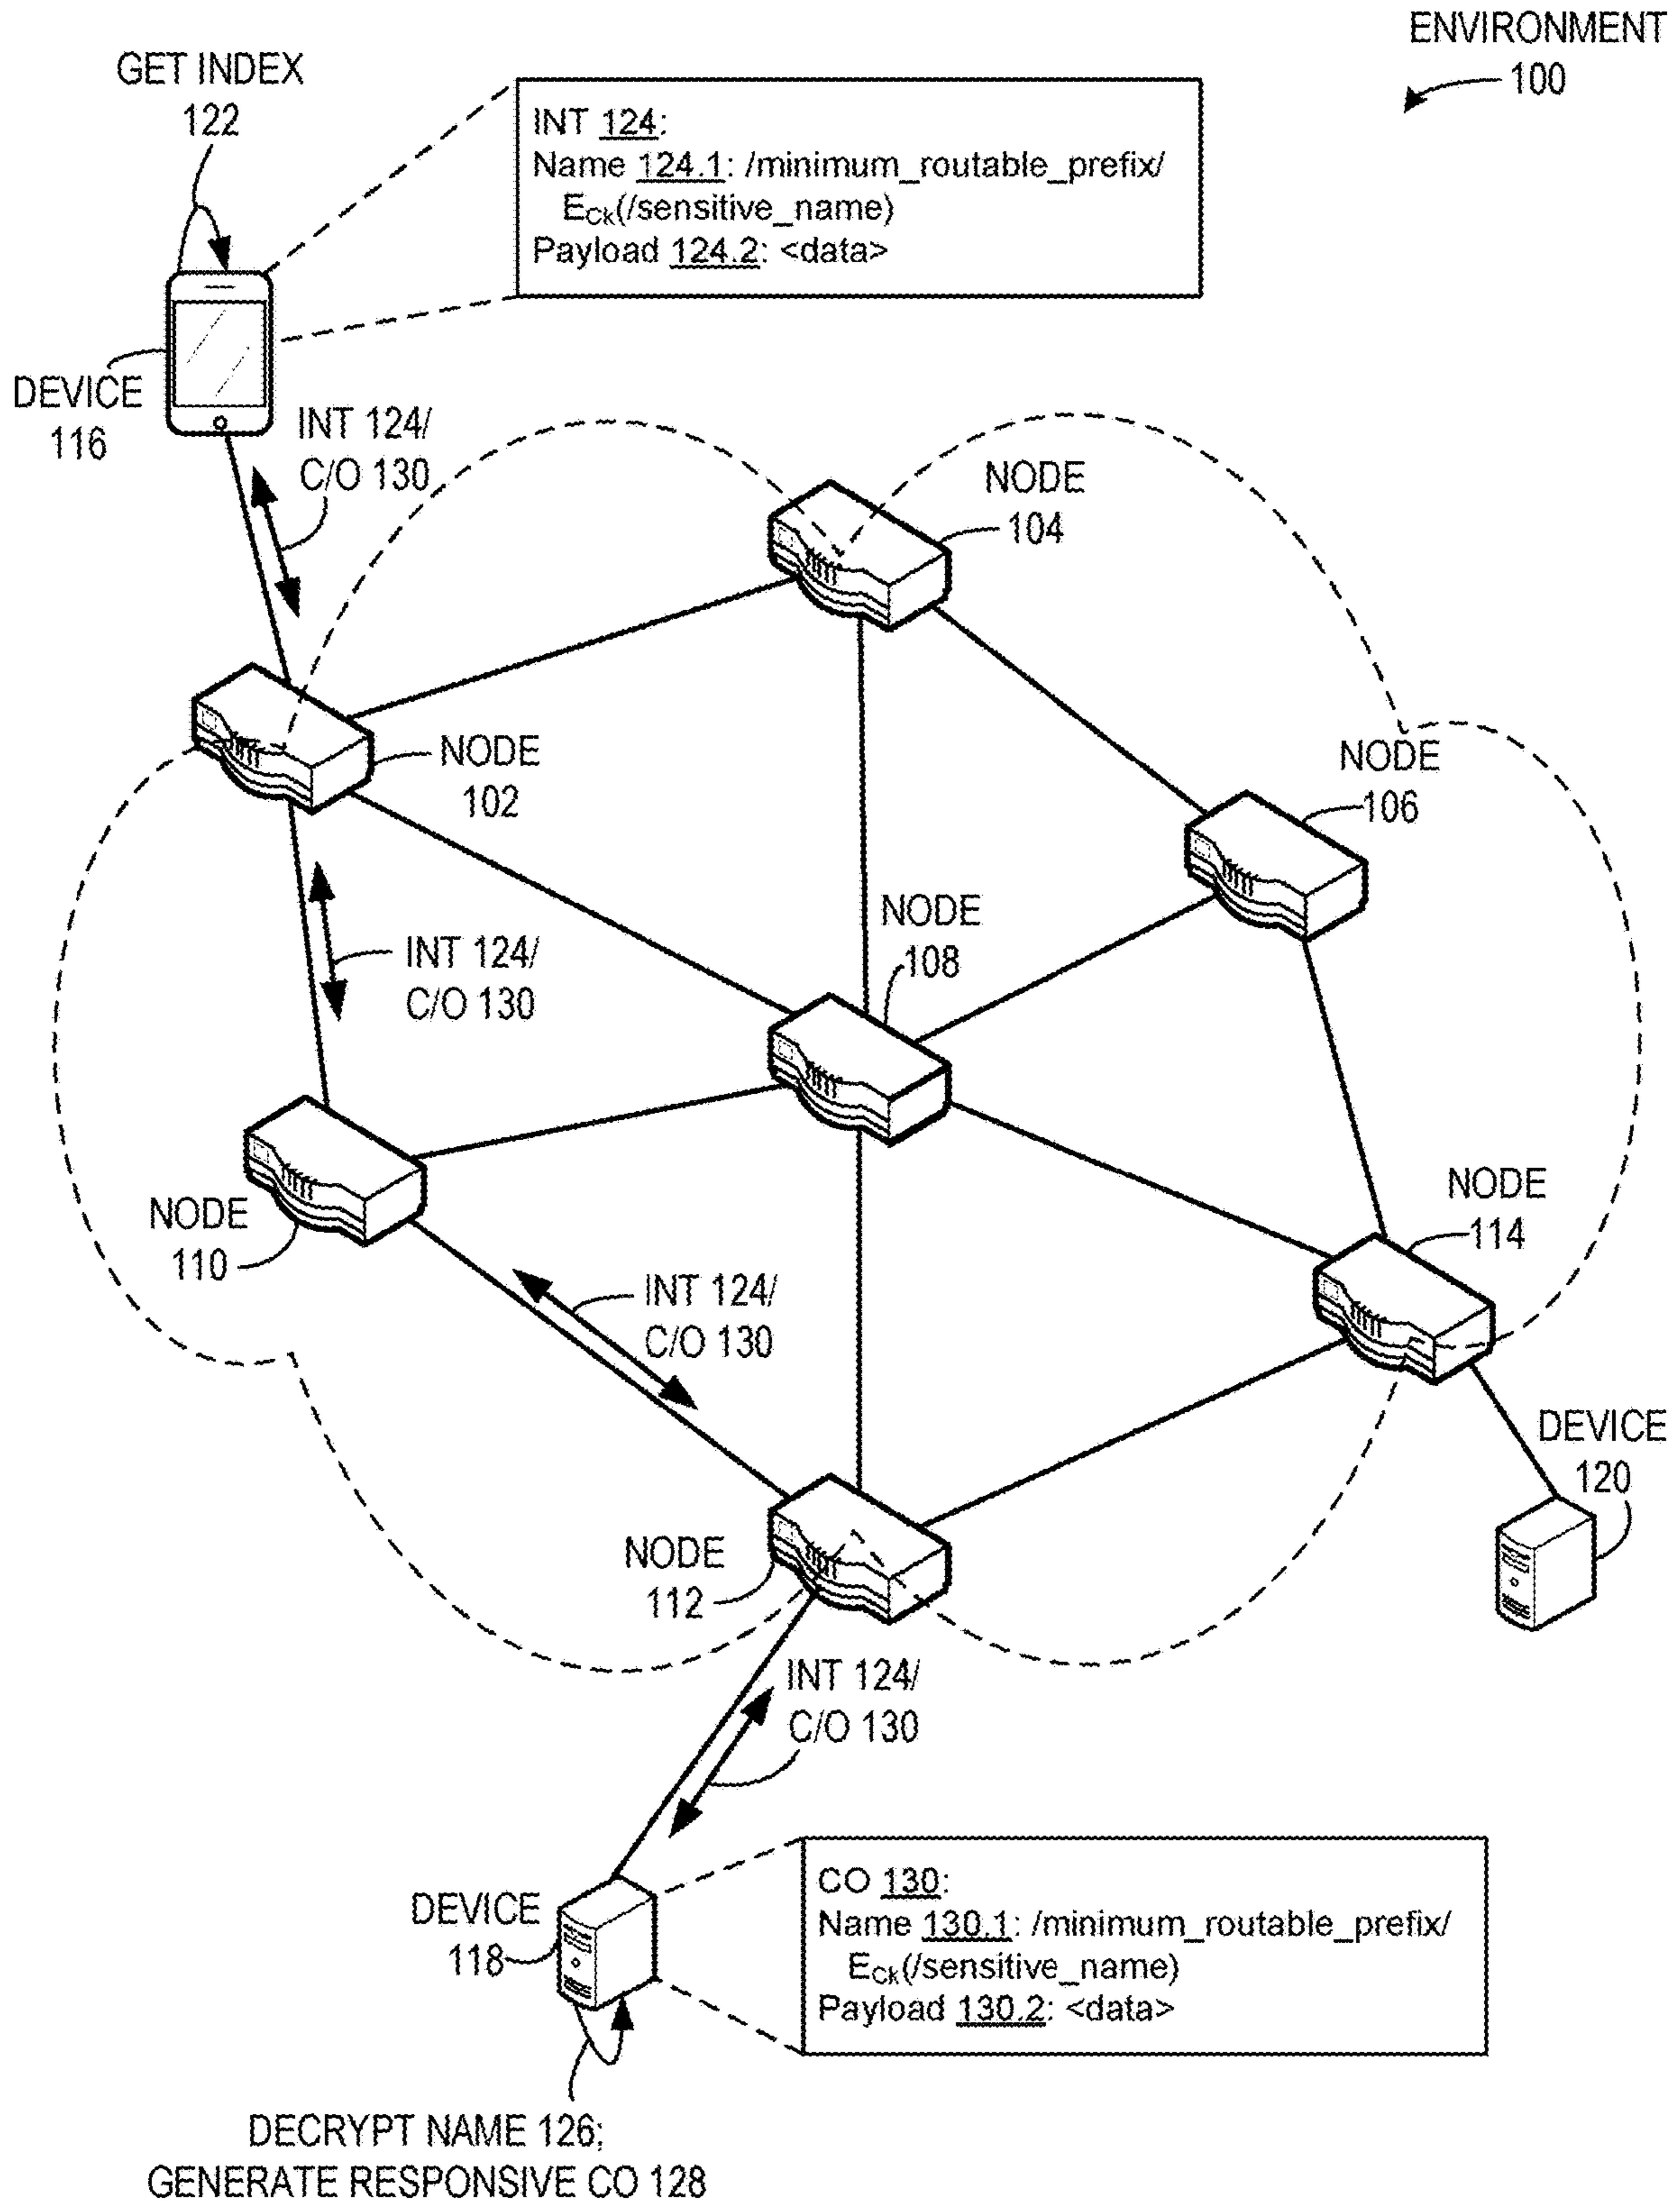 ENVIRONMENT
100
GET INDEX
122
INT 124:
Name 124.1: /minimum_routable_prefix/
ECk(/sensitive_name)
Payload 124.2: <data>
DEVICE
116
INT 124/
C/O 130
NODE
104
NODE
102
NODE
106
NODE
108
INT 124/
C/O 130
NODE
110
NODE
114
INT 124/
C/O 130
DEVICE
120
NODE
112
INT 124/
C/O 130
DEVICE
118
CO 130:
Name 130.1: /minimum_routable_prefix/
ECk(/sensitive_name)
Payload 130.2: <data>
DECRYPT NAME 126;
GENERATE RESPONSIVE CO 128